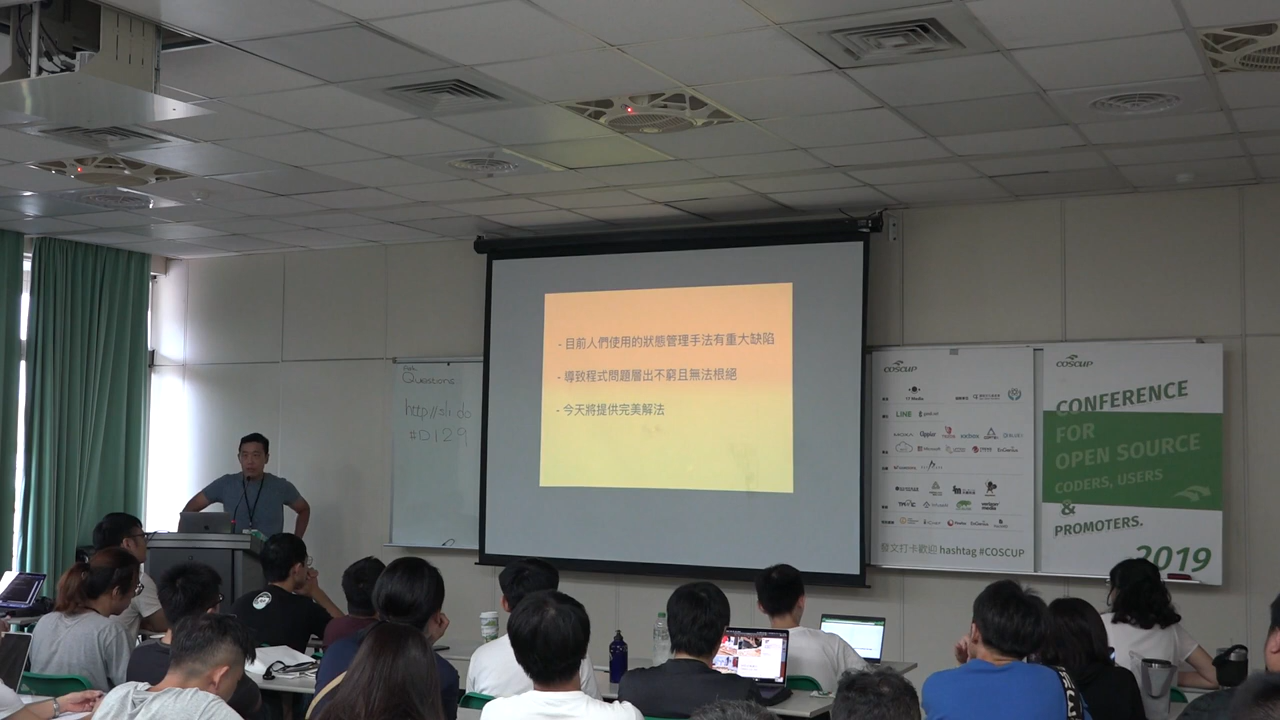 Ask
Questions
http://sli.do
#D129
- 目前人們使用的狀態管理手法有重大缺陷
- 導致程式問題層出不窮且無法根絕
- 今天將提供完美解法
COSCUP
LINE
Microsoft
發文打卡歡迎 hashtag #COSCUP
COSCUP
CONFERENCE
FOR
OPEN SOURCE
CODERS, USERS
&
PROMOTERS.
2019